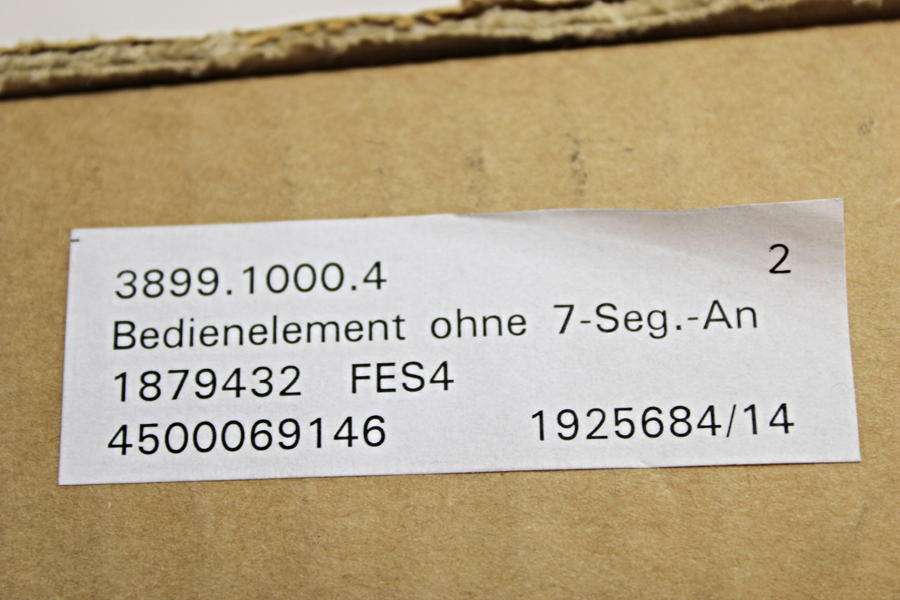 3899.1000.4 2
Bedienelement ohne 7-Seg.-An
1879432 FES4
4500069146 1925684/14